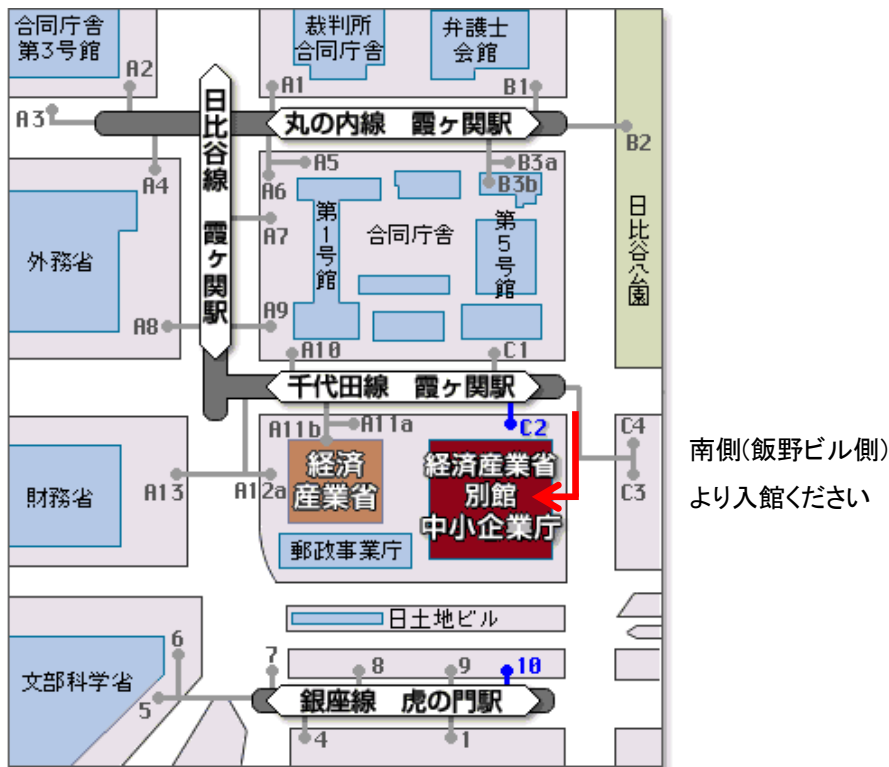 合同庁舎
第3号館
裁判所
合同庁舎
弁護士
会館
A2
A1
B1
A3
日比谷線 霞ヶ関駅
丸の内線 霞ヶ関駅
B2
A4
A5
A6
B3a
B3b
外務省
A7
第1号館
合同庁舎
第5号館
日比谷公園
A8
A9
A10
C1
千代田線 霞ヶ関駅
A11b
A11a
C2
C4
南側(飯野ビル側)
より入館ください
経済
産業省
経済産業省
別館
中小企業庁
財務省
A13
A12a
C3
郵政事業庁
日土地ビル
文部科学省
6
7
8
9
10
5
銀座線 虎の門駅
4
1